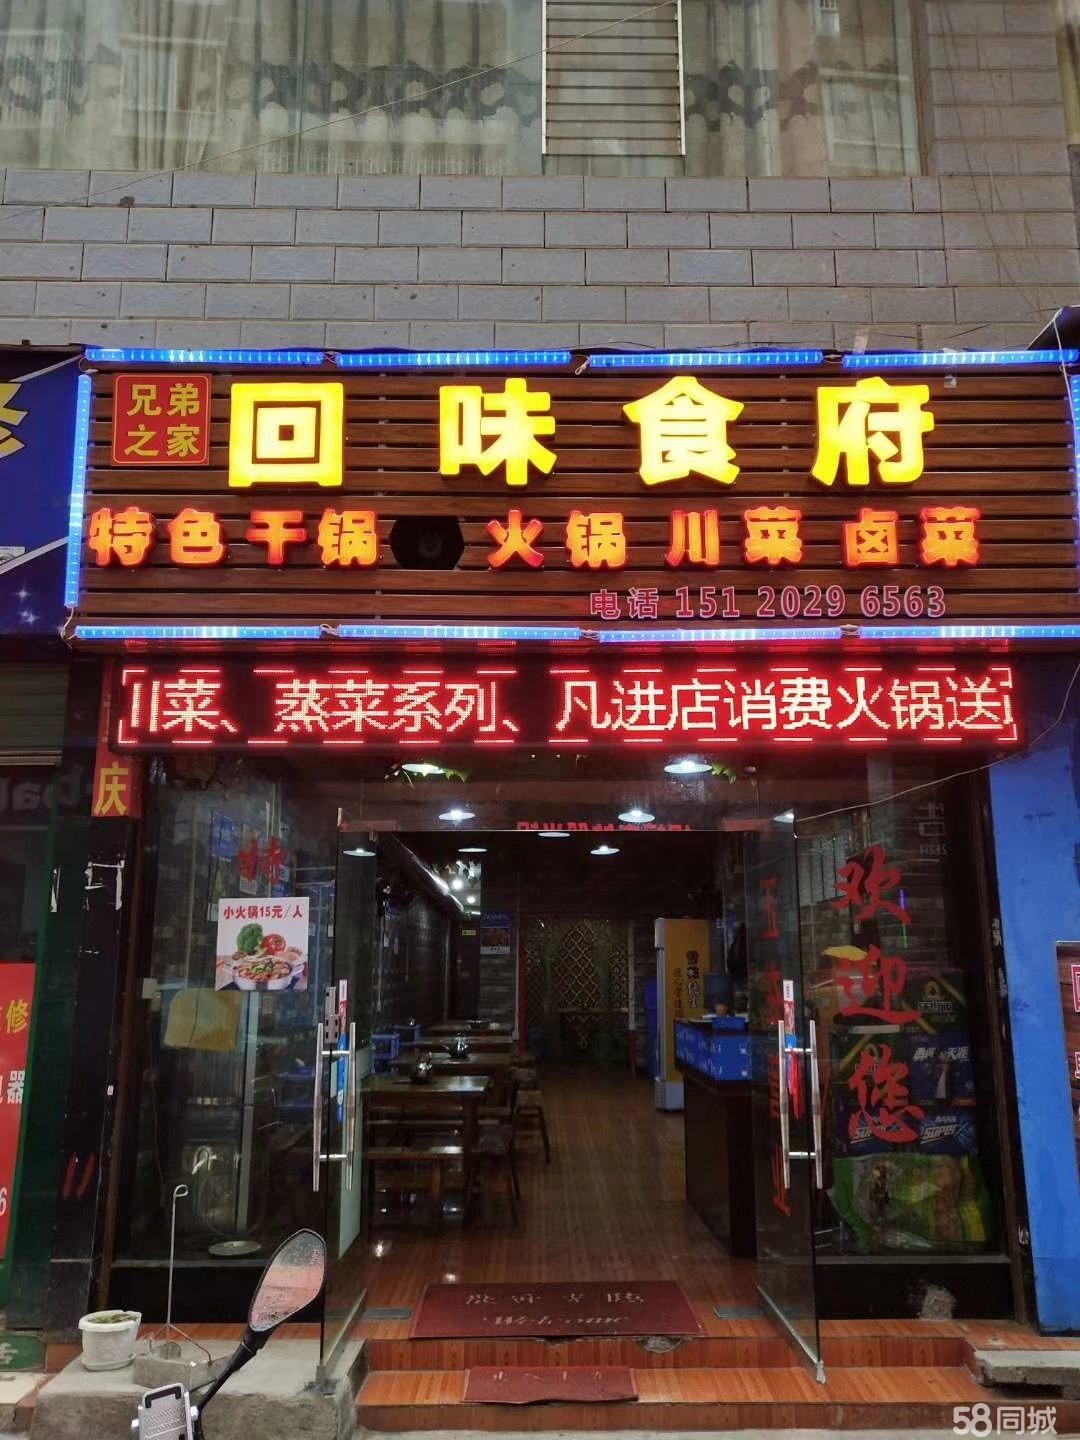 兄弟
之家
回味食府
特色干锅 火锅 川菜 卤菜
电话 151 2029 6563
川菜、蒸菜系列、凡进店消费火锅送
庆
特
小火锅15元/人
欢
迎
您
修
器
58同城